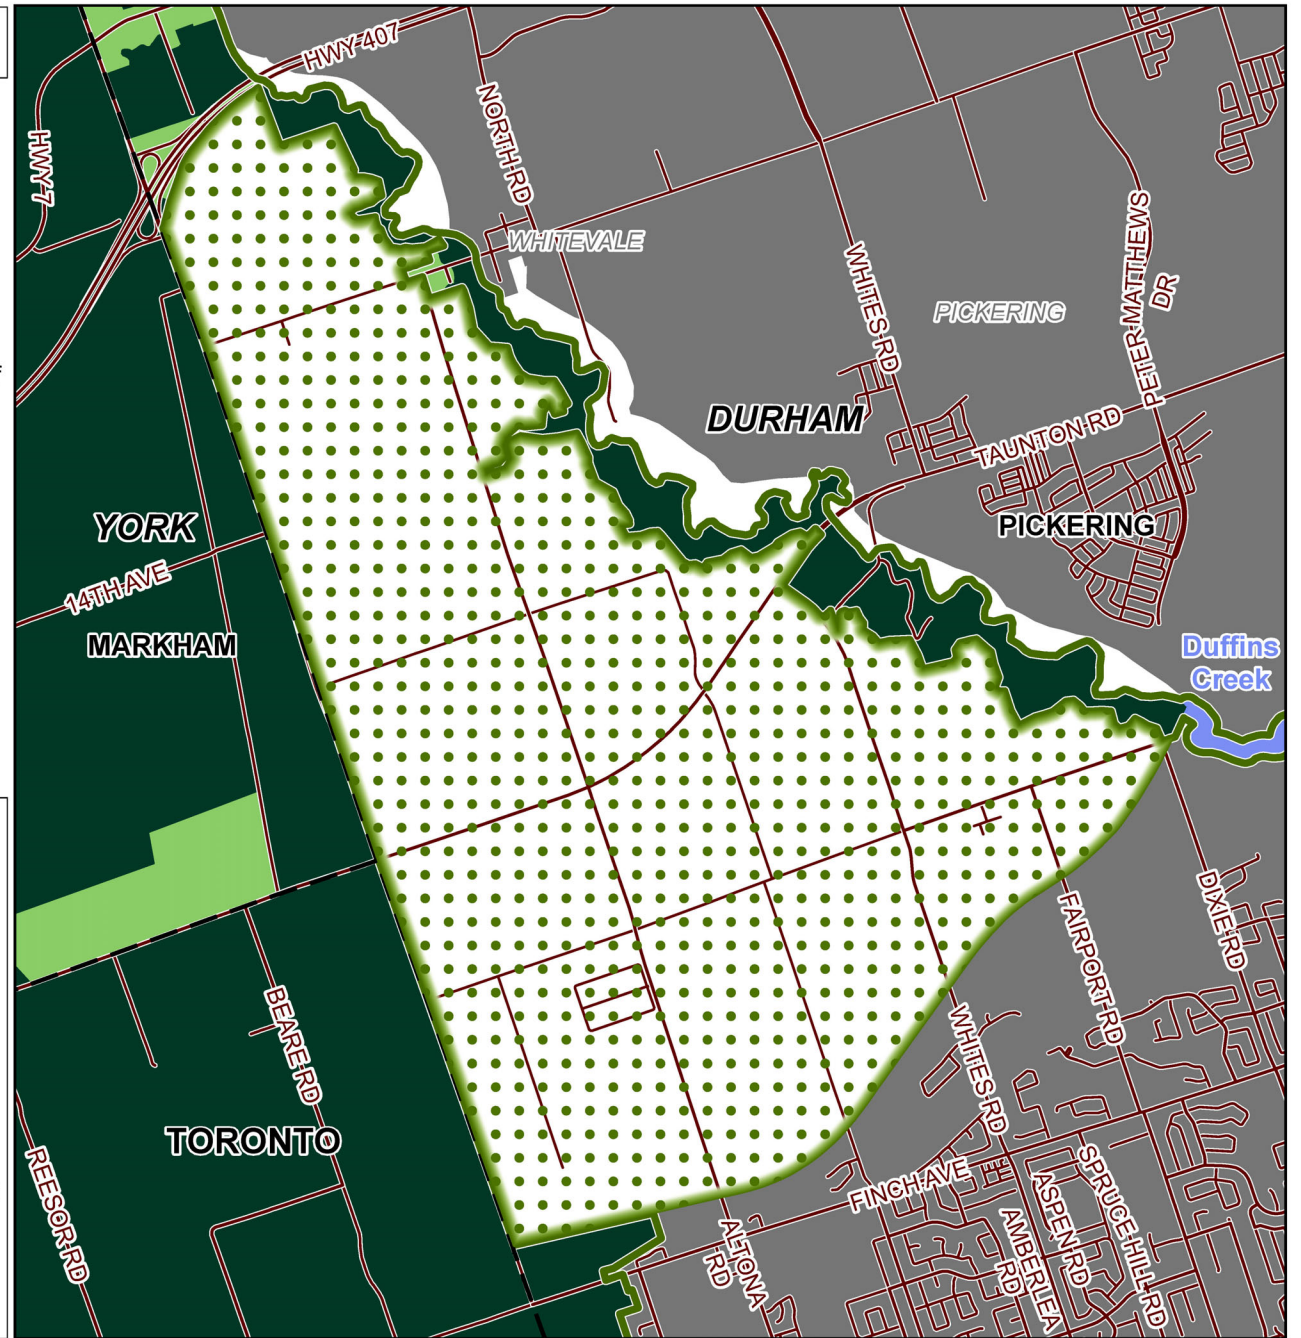 HWY 407
HWY 7
NORTH RD
WHITEVALE
WHITES RD
PICKERING
PETER MATTHEWS
DR
DURHAM
TAUNTON RD
YORK
PICKERING
14TH AVE
MARKHAM
Duffins
Creek
DIXIE RD
FAIRPORT RD
BEARE RD
WHITES RD
TORONTO
REESOR RD
FINCH AVE
SPRUCE HILL RD
ASPEN RD
AMBERLEA
RD
ALTONA
RD